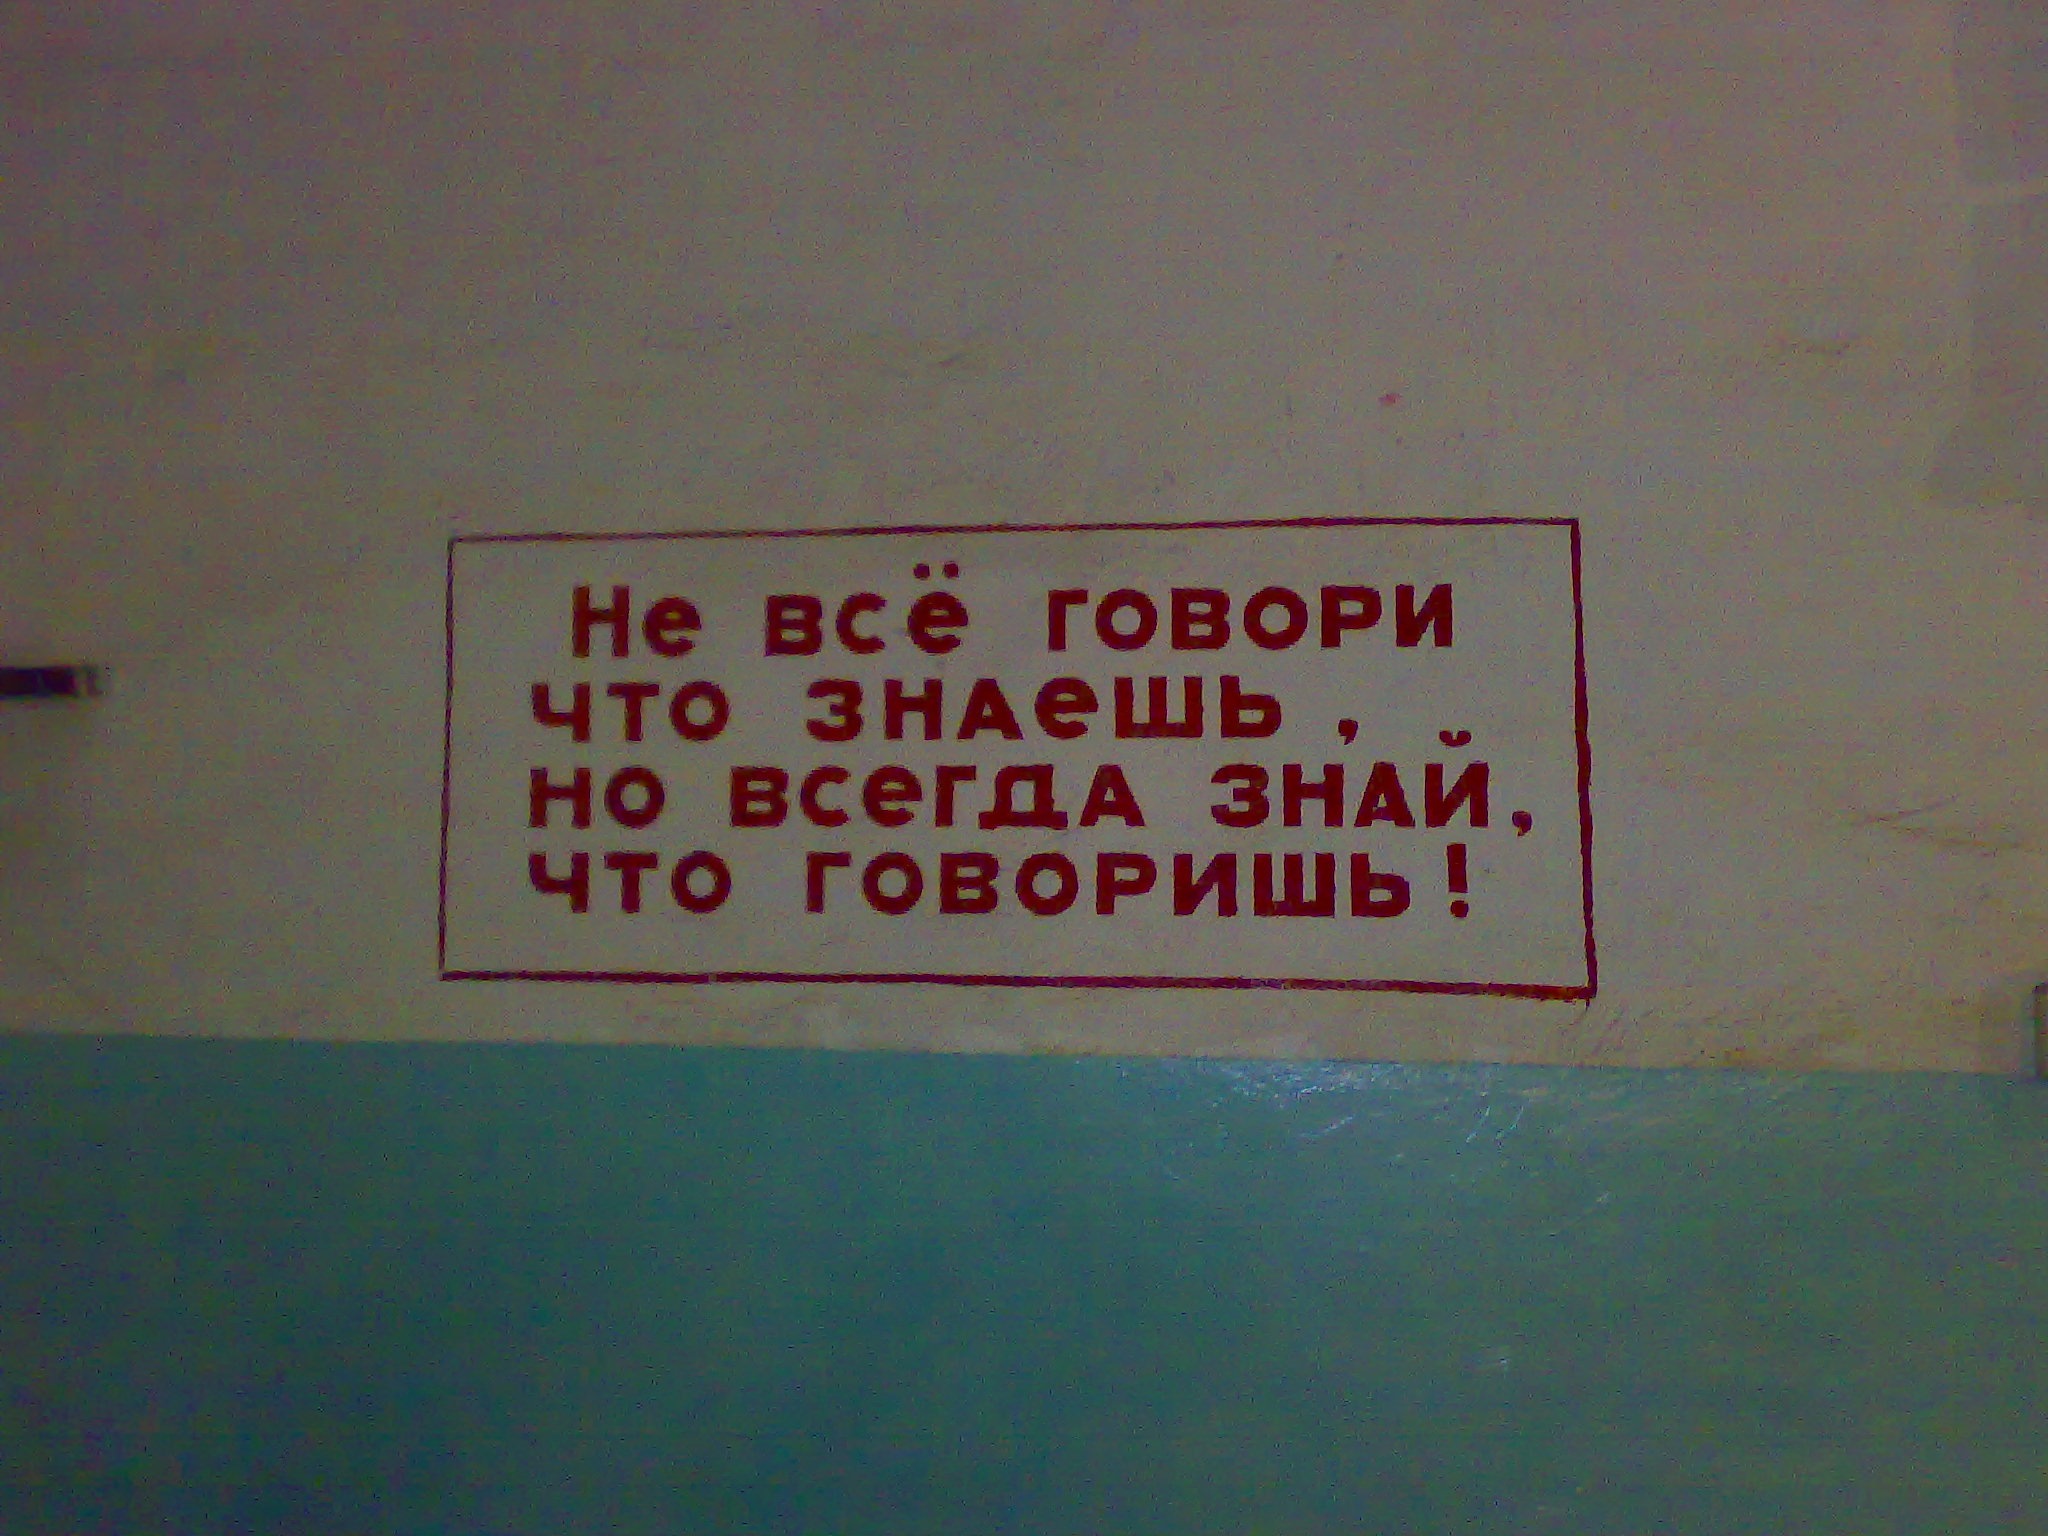 Не всё говори
что знаешь,
но всегда знай,
что говоришь!